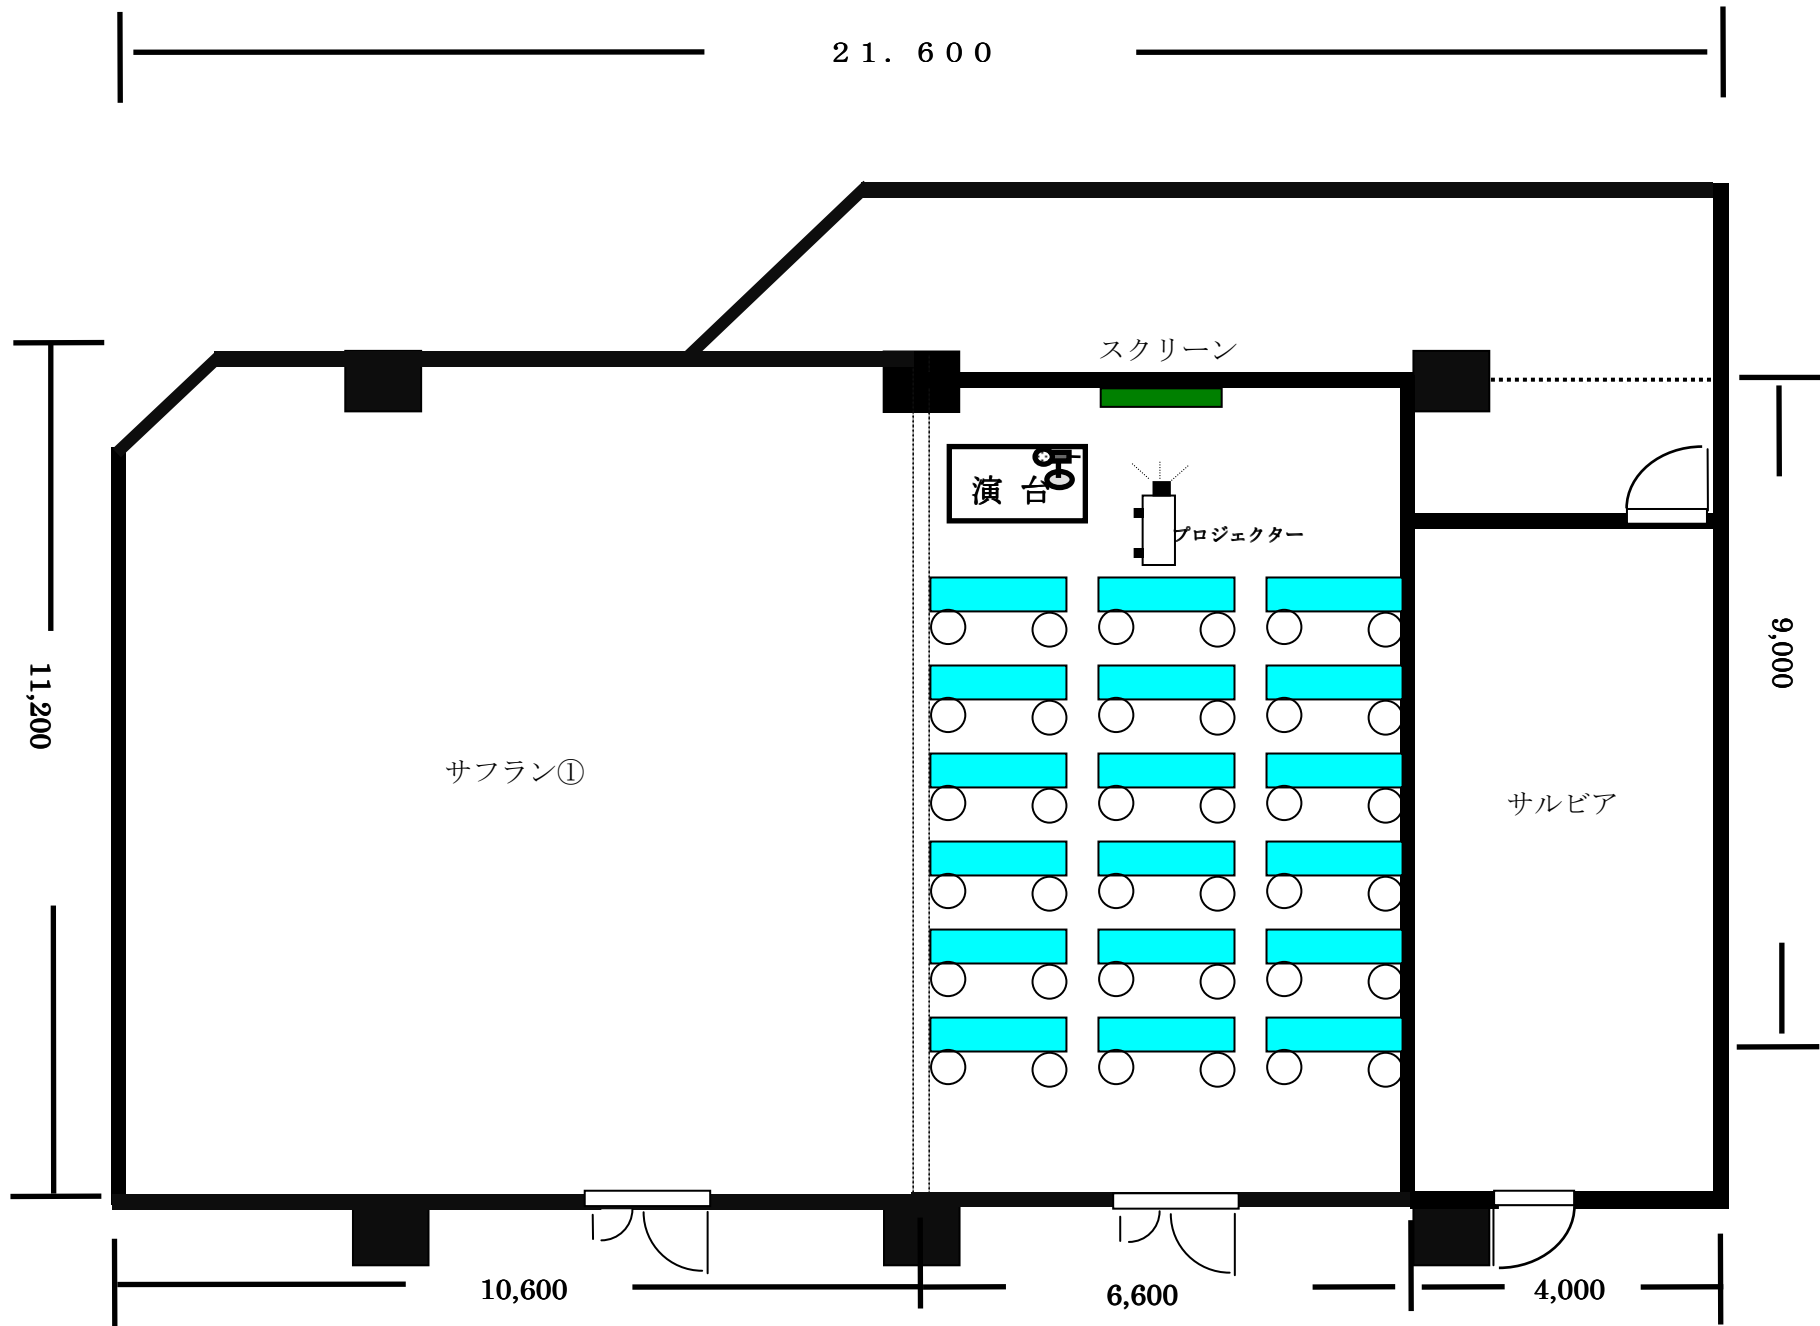 ２１．６００
スクリーン
演 台
プロジェクター
11,200
9,000
サフラン①
サルビア
10,600
6,600
4,000